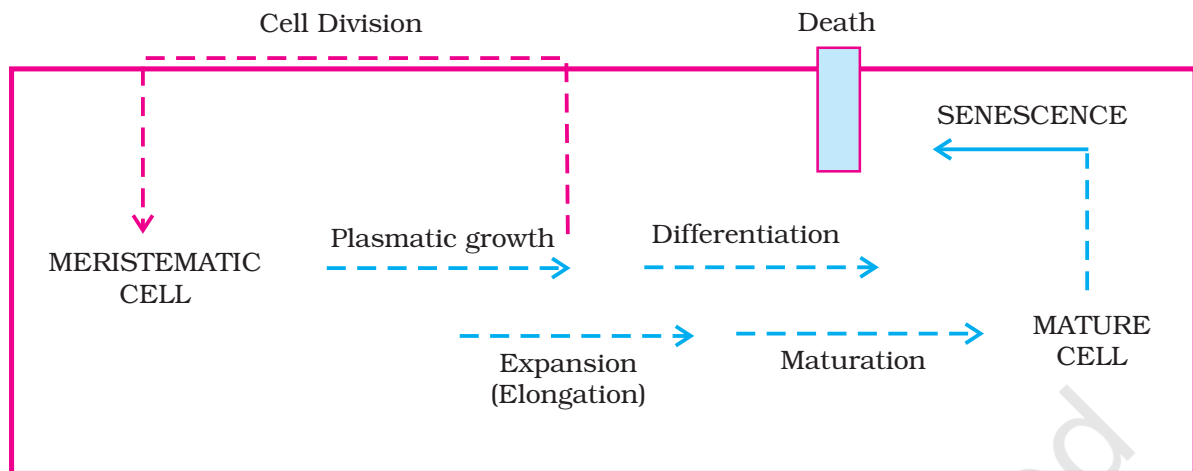 Cell Division
Death
SENESCENCE
Plasmatic growth
Differentiation
MERISTEMATIC
CELL
MATURE
CELL
Expansion
(Elongation)
Maturation